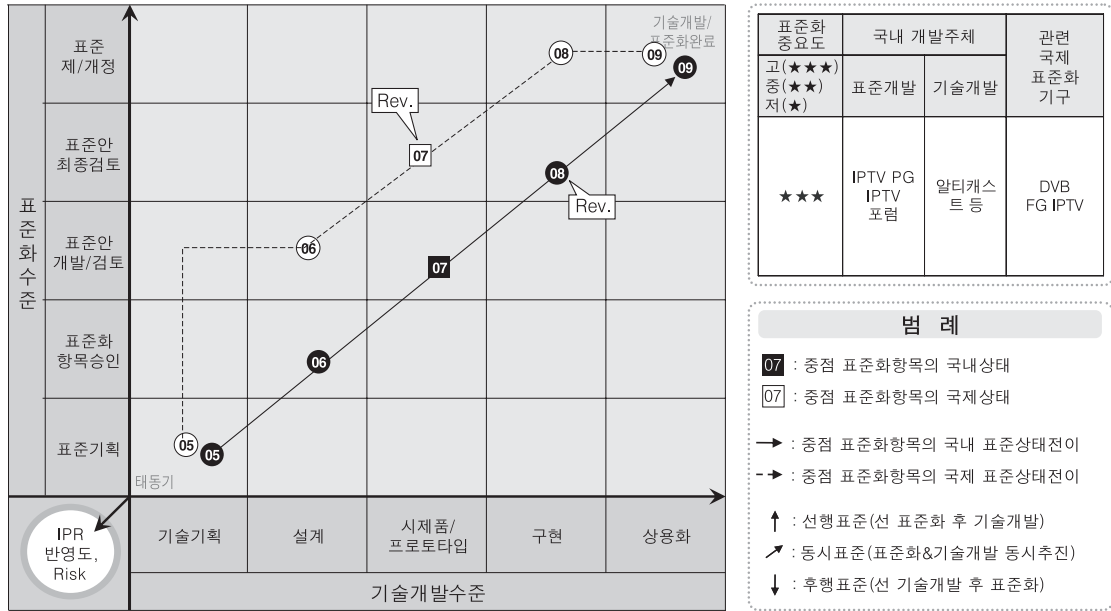 표준
제/개정
표준안
최종검토
표준안
개발/검토
표준화
항목승인
표준기획
표준화수준
기술개발/
표준화완료
08
09
09
Rev.
07
08
Rev.
06
07
06
05
05
태동기
IPR
반영도,
Risk
기술기획
설계
시제품/
프로토타입
구현
상용화
기술개발수준
표준화
중요도
국내 개발주체
관련
국제
표준화
기구
고(★★★)
중(★★)
저(★)
표준개발
기술개발
★★★
IPTV PG
IPTV
포럼
알티캐스
트 등
DVB
FG IPTV
범 례
07 : 중점 표준화항목의 국내상태
07 : 중점 표준화항목의 국제상태
: 중점 표준화항목의 국내 표준상태전이
: 중점 표준화항목의 국제 표준상태전이
: 선행표준(선 표준화 후 기술개발)
: 동시표준(표준화&기술개발 동시추진)
: 후행표준(선 기술개발 후 표준화)